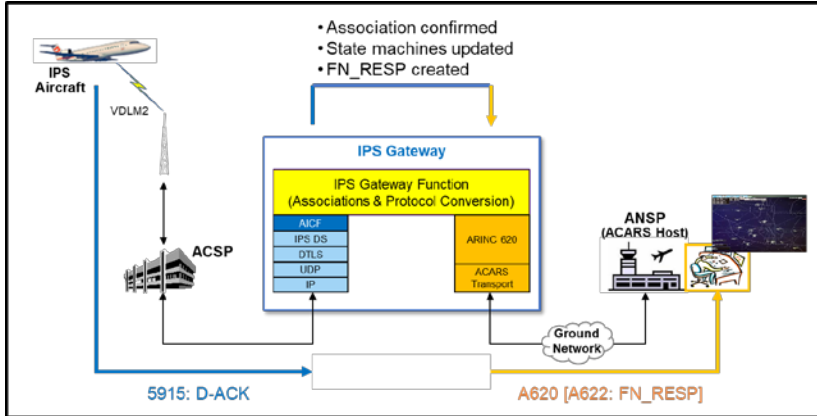 • Association confirmed
• State machines updated
• FN_RESP created
IPS
Aircraft
VDLM2
IPS Gateway
IPS Gateway Function
(Associations & Protocol Conversion)
AICF
IPS DS
DTLS
UDP
IP
ARINC 620
ACARS
Transport
ACSP
ANSP
(ACARS Host)
Ground
Network
5915: D-ACK
A620 [A622: FN_RESP]